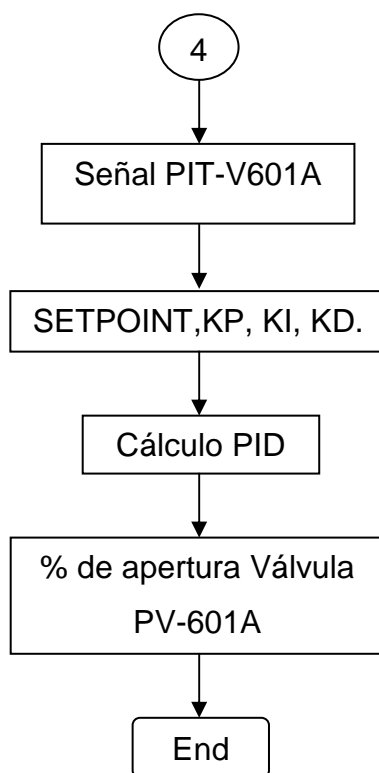 4
Señal PIT-V601A
SETPOINT,KP, KI, KD.
Cálculo PID
% de apertura Válvula
PV-601A
End